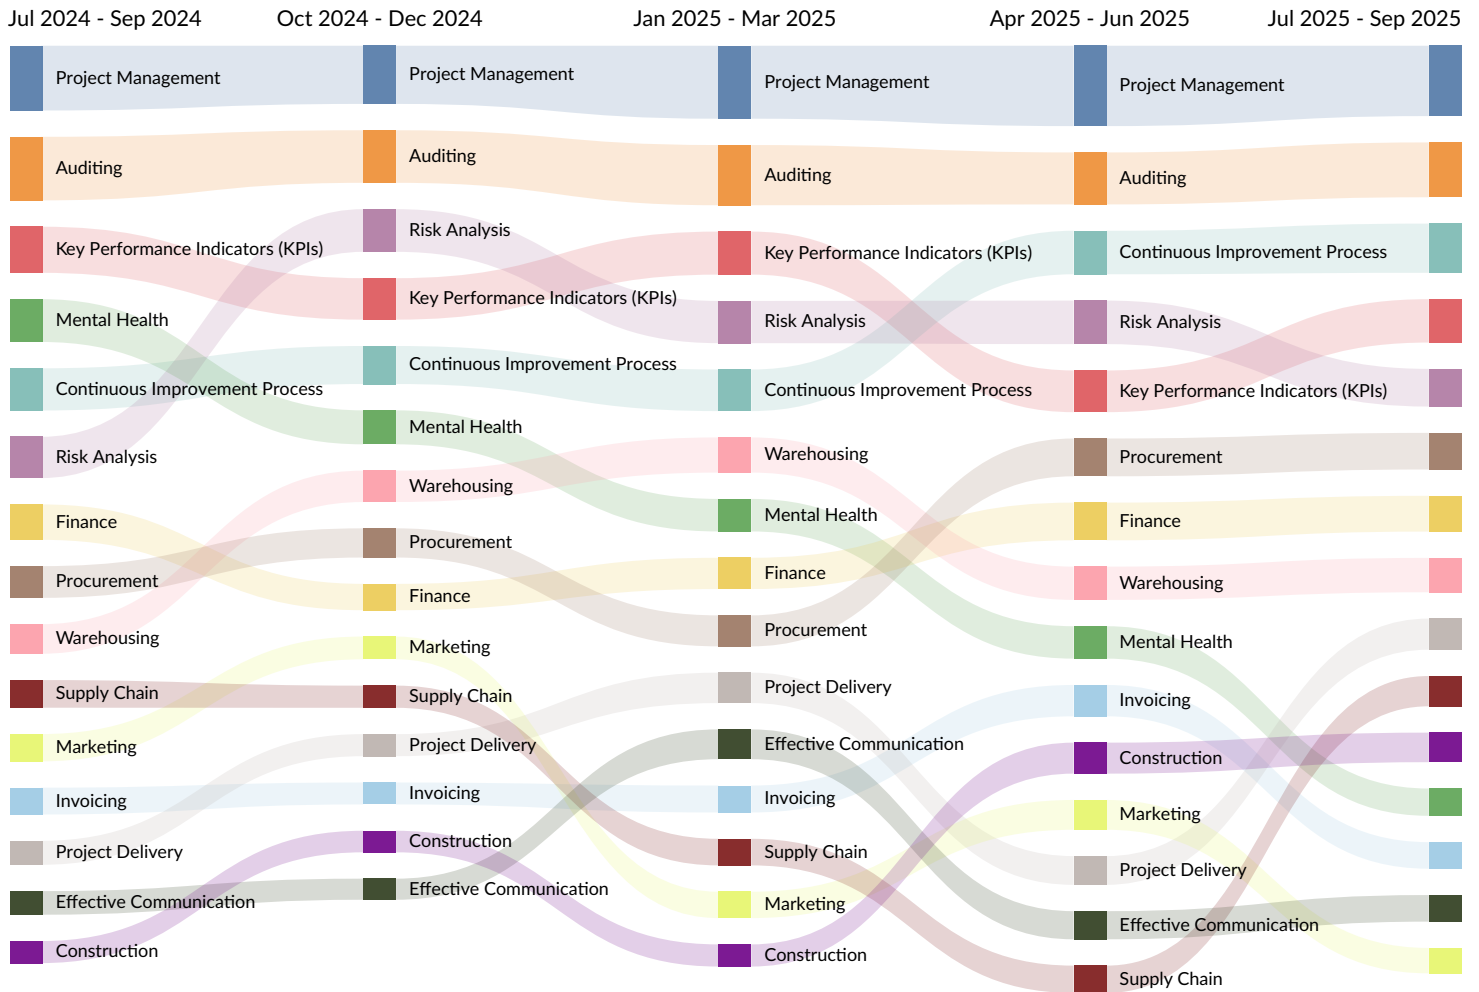 Jul 2024 - Sep 2024
Oct 2024 - Dec 2024
Jan 2025 - Mar 2025
Apr 2025 - Jun 2025
Jul 2025 - Sep 2025
Project Management
Auditing
Key Performance Indicators (KPIs)
Mental Health
Continuous Improvement Process
Risk Analysis
Finance
Procurement
Warehousing
Supply Chain
Marketing
Invoicing
Project Delivery
Effective Communication
Construction
Project Management
Auditing
Risk Analysis
Key Performance Indicators (KPIs)
Continuous Improvement Process
Mental Health
Warehousing
Procurement
Finance
Marketing
Supply Chain
Project Delivery
Invoicing
Construction
Effective Communication
Project Management
Auditing
Key Performance Indicators (KPIs)
Risk Analysis
Continuous Improvement Process
Warehousing
Mental Health
Finance
Procurement
Project Delivery
Effective Communication
Invoicing
Supply Chain
Marketing
Construction
Project Management
Auditing
Continuous Improvement Process
Risk Analysis
Key Performance Indicators (KPIs)
Procurement
Finance
Warehousing
Mental Health
Invoicing
Construction
Marketing
Project Delivery
Effective Communication
Supply Chain